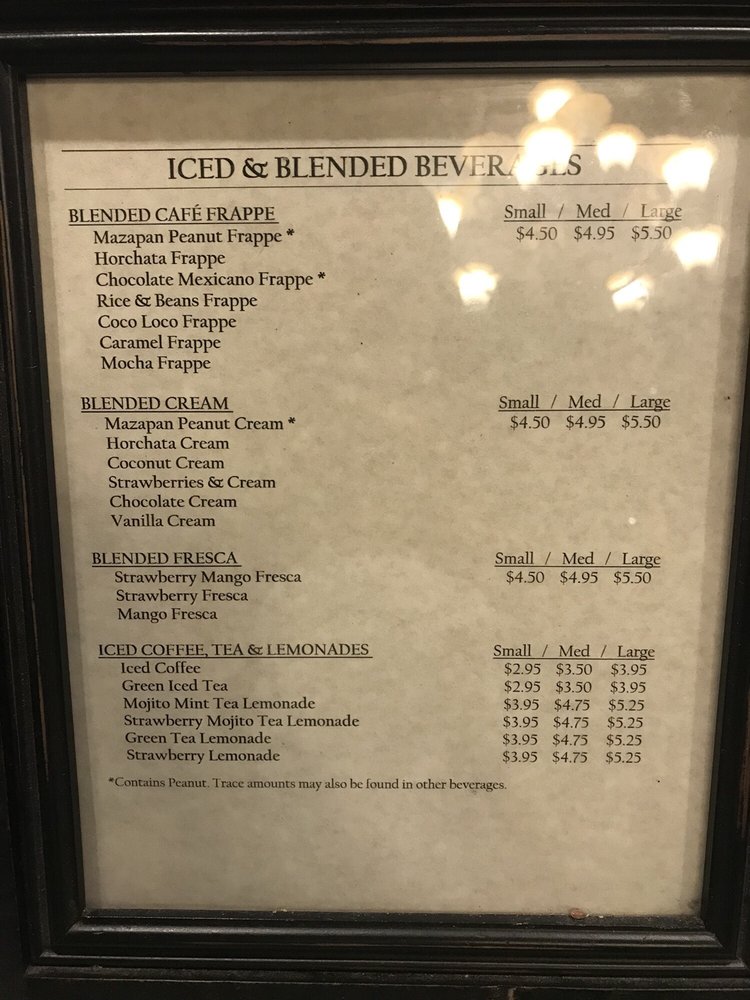 ICED & BLENDED BEVERAGES
BLENDED CAFÉ FRAPPE Small / Med / Large
Mazapan Peanut Frappe * $4.50 $4.95 $5.50
Horchata Frappe
Chocolate Mexicano Frappe *
Rice & Beans Frappe
Coco Loco Frappe
Caramel Frappe
Mocha Frappe
BLENDED CREAM Small / Med / Large
Mazapan Peanut Cream * $4.50 $4.95 $5.50
Horchata Cream
Coconut Cream
Strawberries & Cream
Chocolate Cream
Vanilla Cream
BLENDED FRESCA Small / Med / Large
Strawberry Mango Fresca $4.50 $4.95 $5.50
Strawberry Fresca
Mango Fresca
ICED COFFEE, TEA & LEMONADES Small / Med / Large
Iced Coffee $2.95 $3.50 $3.95
Green Iced Tea $2.95 $3.50 $3.95
Mojito Mint Tea Lemonade $3.95 $4.75 $5.25
Strawberry Mojito Tea Lemonade $3.95 $4.75 $5.25
Green Tea Lemonade $3.95 $4.75 $5.25
Strawberry Lemonade $3.95 $4.75 $5.25
*Contains Peanut. Trace amounts may also be found in other beverages.